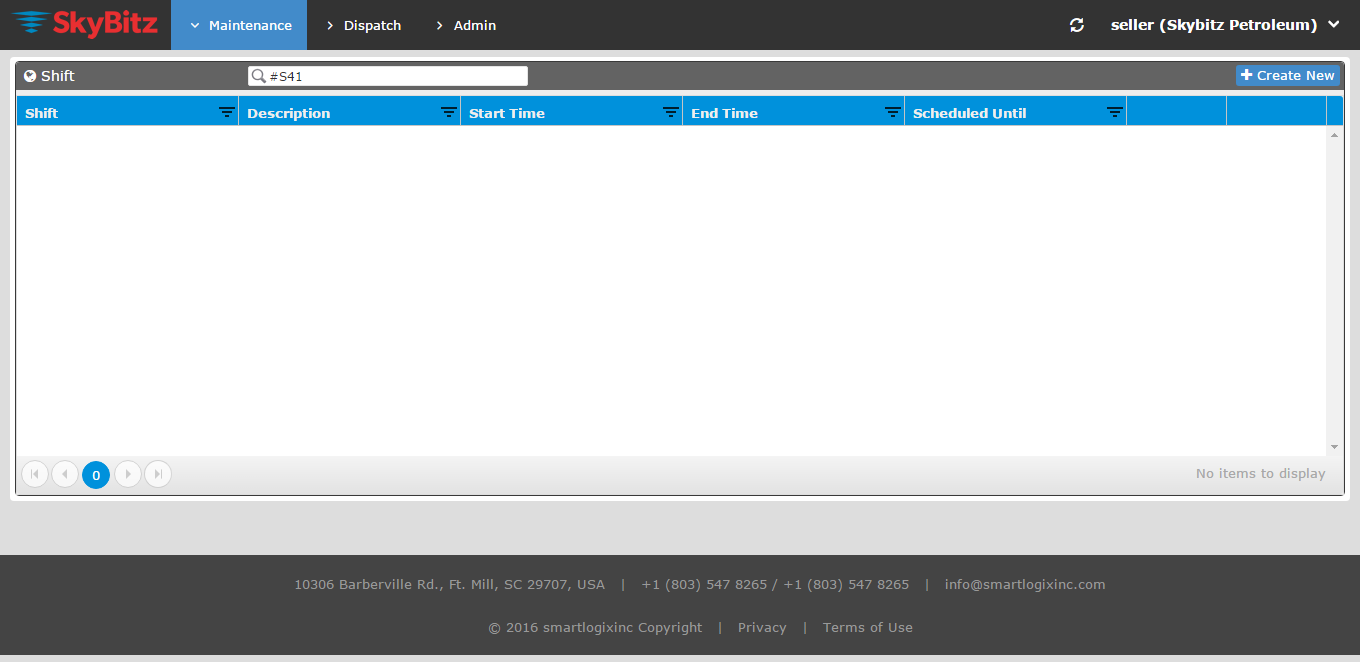 SkyBitz Maintenance Dispatch Admin seller (Skybitz Petroleum)
Shift #S41 Create New
Shift Description Start Time End Time Scheduled Until
0 No items to display
10306 Barberville Rd., Ft. Mill, SC 29707, USA | +1 (803) 547 8265 / +1 (803) 547 8265 | info@smartlogixinc.com
© 2016 smartlogixinc Copyright | Privacy | Terms of Use